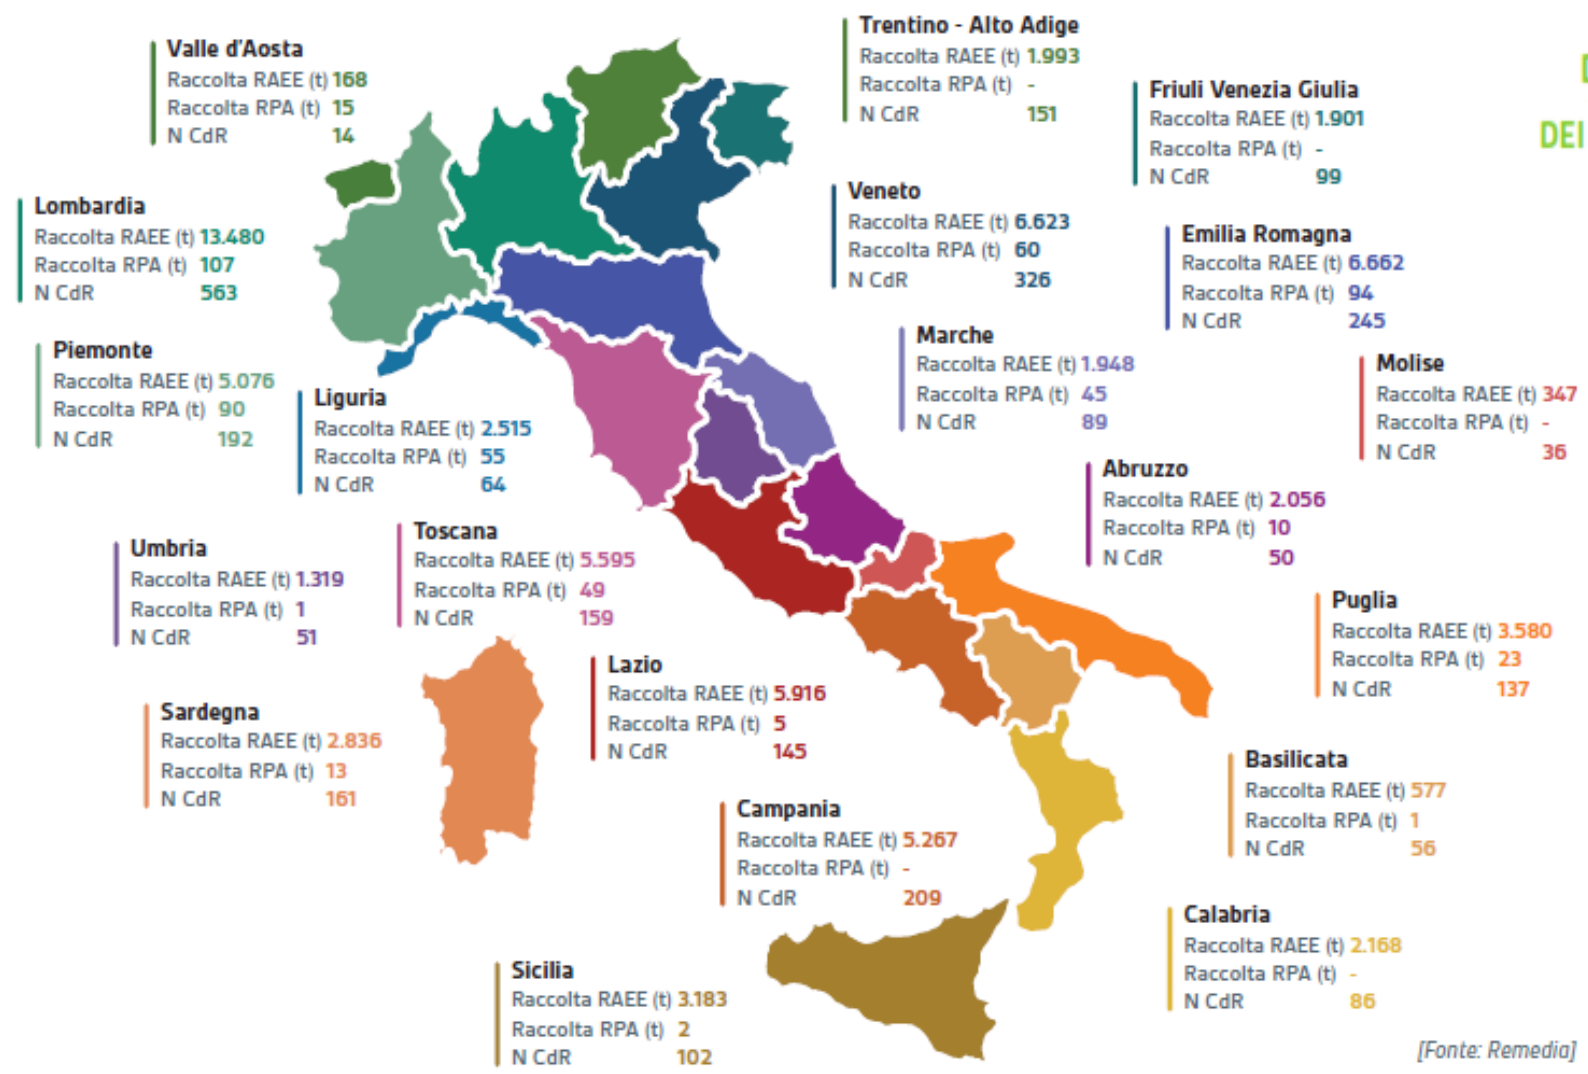 Valle d'Aosta
Raccolta RAEE (t) 168
Raccolta RPA (t) 15
N CdR 14
Trentino - Alto Adige
Raccolta RAEE (t) 1.993
Raccolta RPA (t) -
N CdR 151
Friuli Venezia Giulia
Raccolta RAEE (t) 1.901
Raccolta RPA (t) -
N CdR 99
DEI
Lombardia
Raccolta RAEE (t) 13.480
Raccolta RPA (t) 107
N CdR 563
Veneto
Raccolta RAEE (t) 6.623
Raccolta RPA (t) 60
N CdR 326
Emilia Romagna
Raccolta RAEE (t) 6.662
Raccolta RPA (t) 94
N CdR 245
Piemonte
Raccolta RAEE (t) 5.076
Raccolta RPA (t) 90
N CdR 192
Liguria
Raccolta RAEE (t) 2.515
Raccolta RPA (t) 55
N CdR 64
Marche
Raccolta RAEE (t) 1.948
Raccolta RPA (t) 45
N CdR 89
Molise
Raccolta RAEE (t) 347
Raccolta RPA (t) -
N CdR 36
Abruzzo
Raccolta RAEE (t) 2.056
Raccolta RPA (t) 10
N CdR 50
Umbria
Raccolta RAEE (t) 1.319
Raccolta RPA (t) 1
N CdR 51
Toscana
Raccolta RAEE (t) 5.595
Raccolta RPA (t) 49
N CdR 159
Puglia
Raccolta RAEE (t) 3.580
Raccolta RPA (t) 23
N CdR 137
Sardegna
Raccolta RAEE (t) 2.836
Raccolta RPA (t) 13
N CdR 161
Lazio
Raccolta RAEE (t) 5.916
Raccolta RPA (t) 5
N CdR 145
Basilicata
Raccolta RAEE (t) 577
Raccolta RPA (t) 1
N CdR 56
Campania
Raccolta RAEE (t) 5.267
Raccolta RPA (t) -
N CdR 209
Calabria
Raccolta RAEE (t) 2.168
Raccolta RPA (t) -
N CdR 86
Sicilia
Raccolta RAEE (t) 3.183
Raccolta RPA (t) 2
N CdR 102
[Fonte: Remedia]